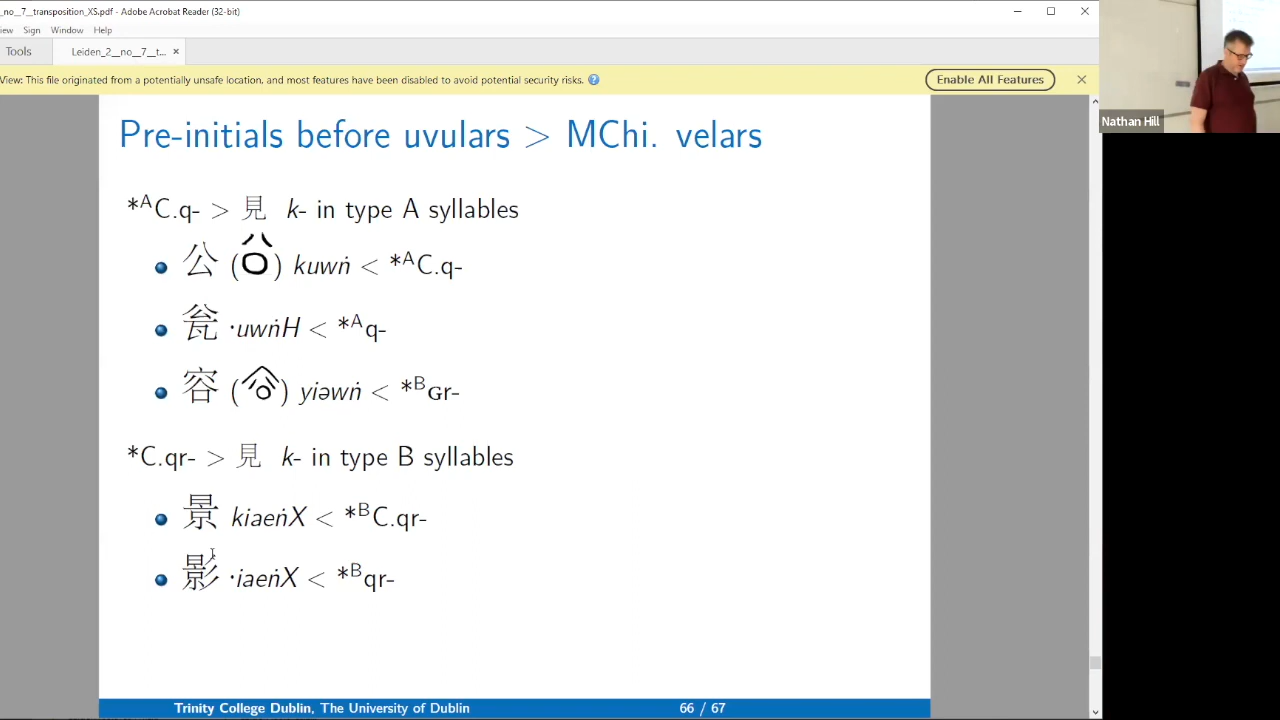 _no__7__transposition_XS.pdf - Adobe Acrobat Reader (32-bit)
iew Sign Window Help
Tools Leiden_2__no__7__t... ×
View: This file originated from a potentially unsafe location, and most features have been disabled to avoid potential security risks. Enable All Features
Nathan Hill
Pre-initials before uvulars > MChi. velars
*ᴬC.q- > 見 k- in type A syllables
公 ( ) kuwṅ < *ᴬC.q-
瓮 ·uwṅH < *ᴬq-
容 ( ) yiəwṅ < *ᴮɢr-
*C.qr- > 見 k- in type B syllables
景 kiaeṅX < *ᴮC.qr-
影 ·iaeṅX < *ᴮqr-
Trinity College Dublin, The University of Dublin 66 / 67